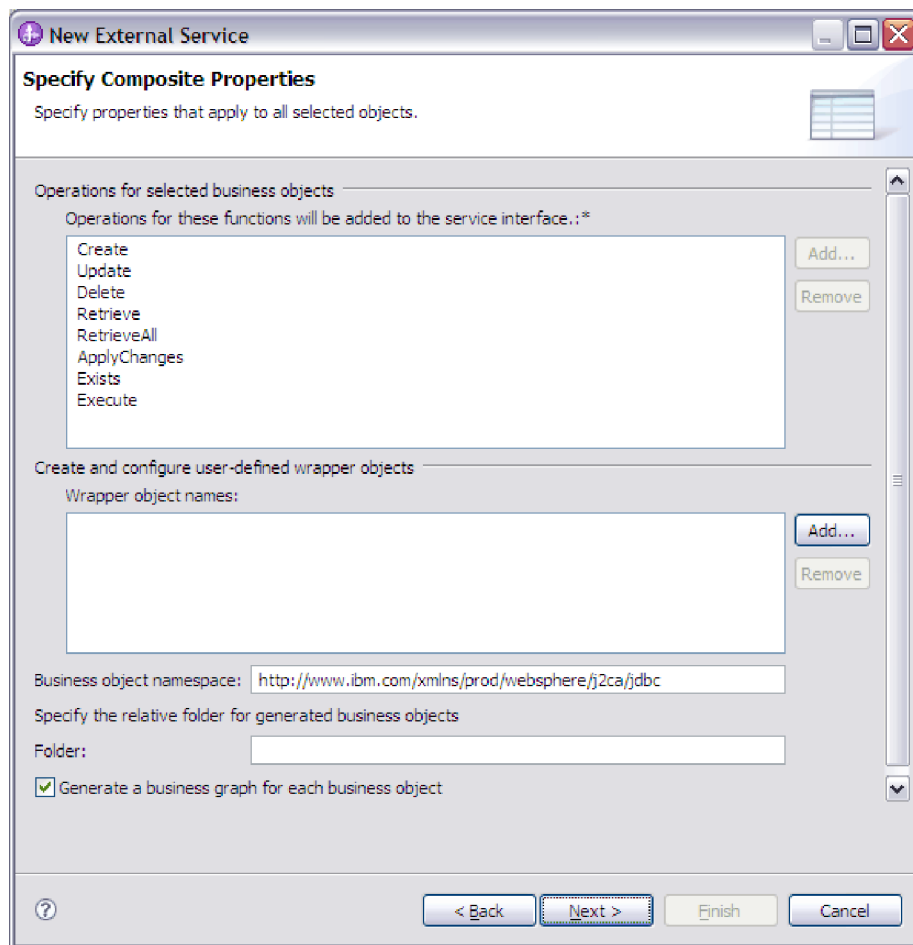 New External Service
Specify Composite Properties
Specify properties that apply to all selected objects.
Operations for selected business objects
Operations for these functions will be added to the service interface.:*
Create
Update
Delete
Retrieve
RetrieveAll
ApplyChanges
Exists
Execute
Add...
Remove
Create and configure user-defined wrapper objects
Wrapper object names:
Add...
Remove
Business object namespace: http://www.ibm.com/xmlns/prod/websphere/j2ca/jdbc
Specify the relative folder for generated business objects
Folder:
Generate a business graph for each business object
? < Back Next > Finish Cancel